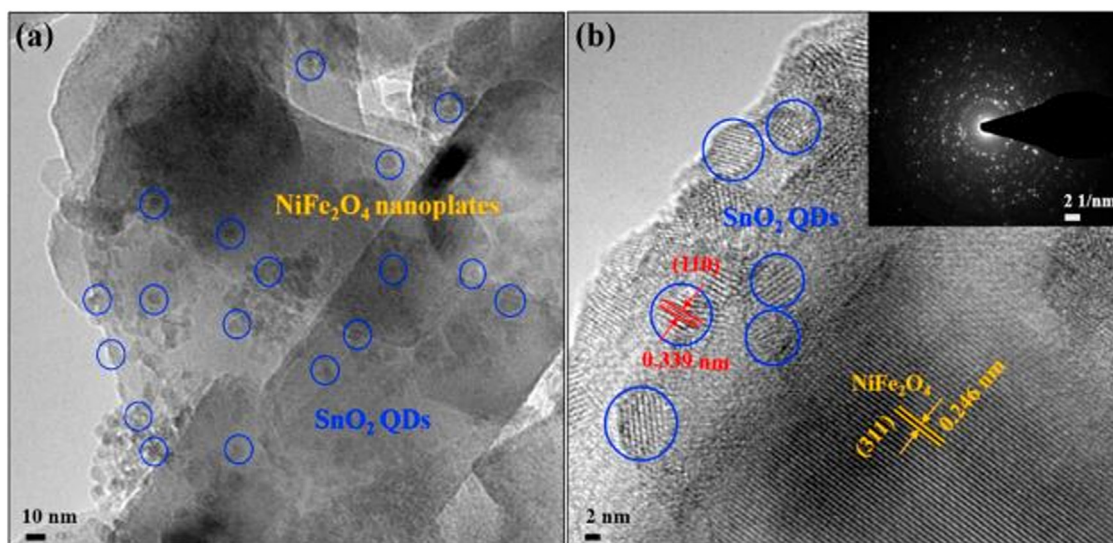 (a)
NiFe₂O₄ nanoplates
SnO₂ QDs
10 nm
(b)
2 1/nm
SnO₂ QDs
(110)
0.339 nm
NiFe₂O₄
(311)
0.246 nm
2 nm